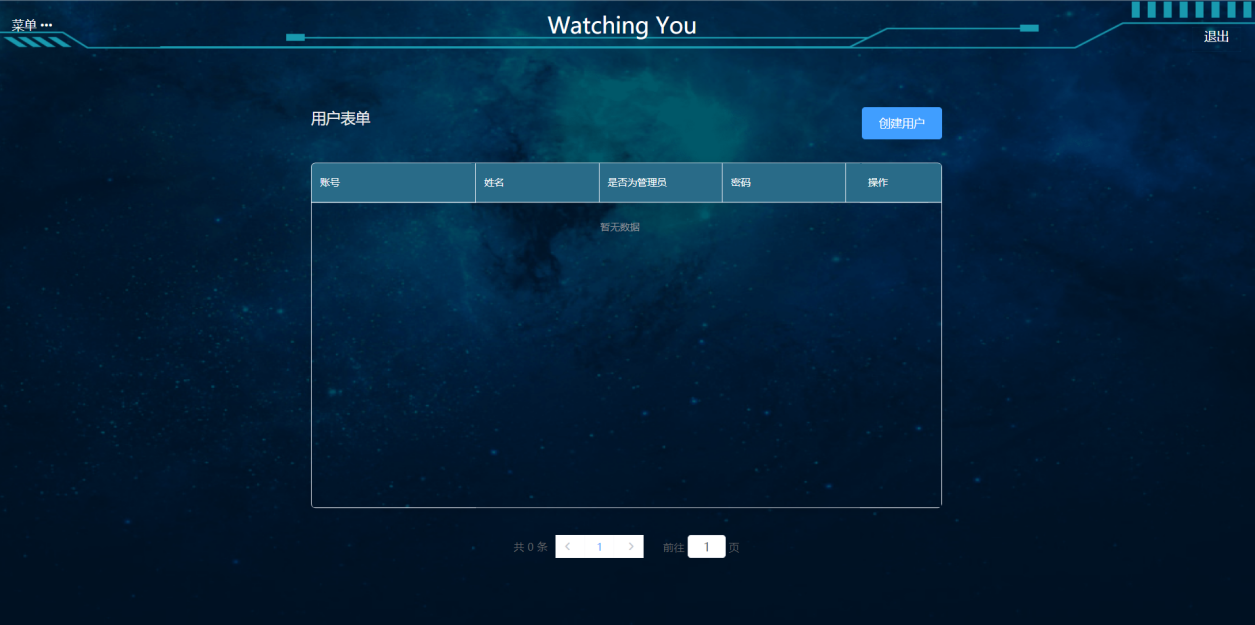 菜单 •••
Watching You
退出
用户表单
创建用户
账号 姓名 是否为管理员 密码 操作
暂无数据
共 0 条 < 1 > 前往 1 页